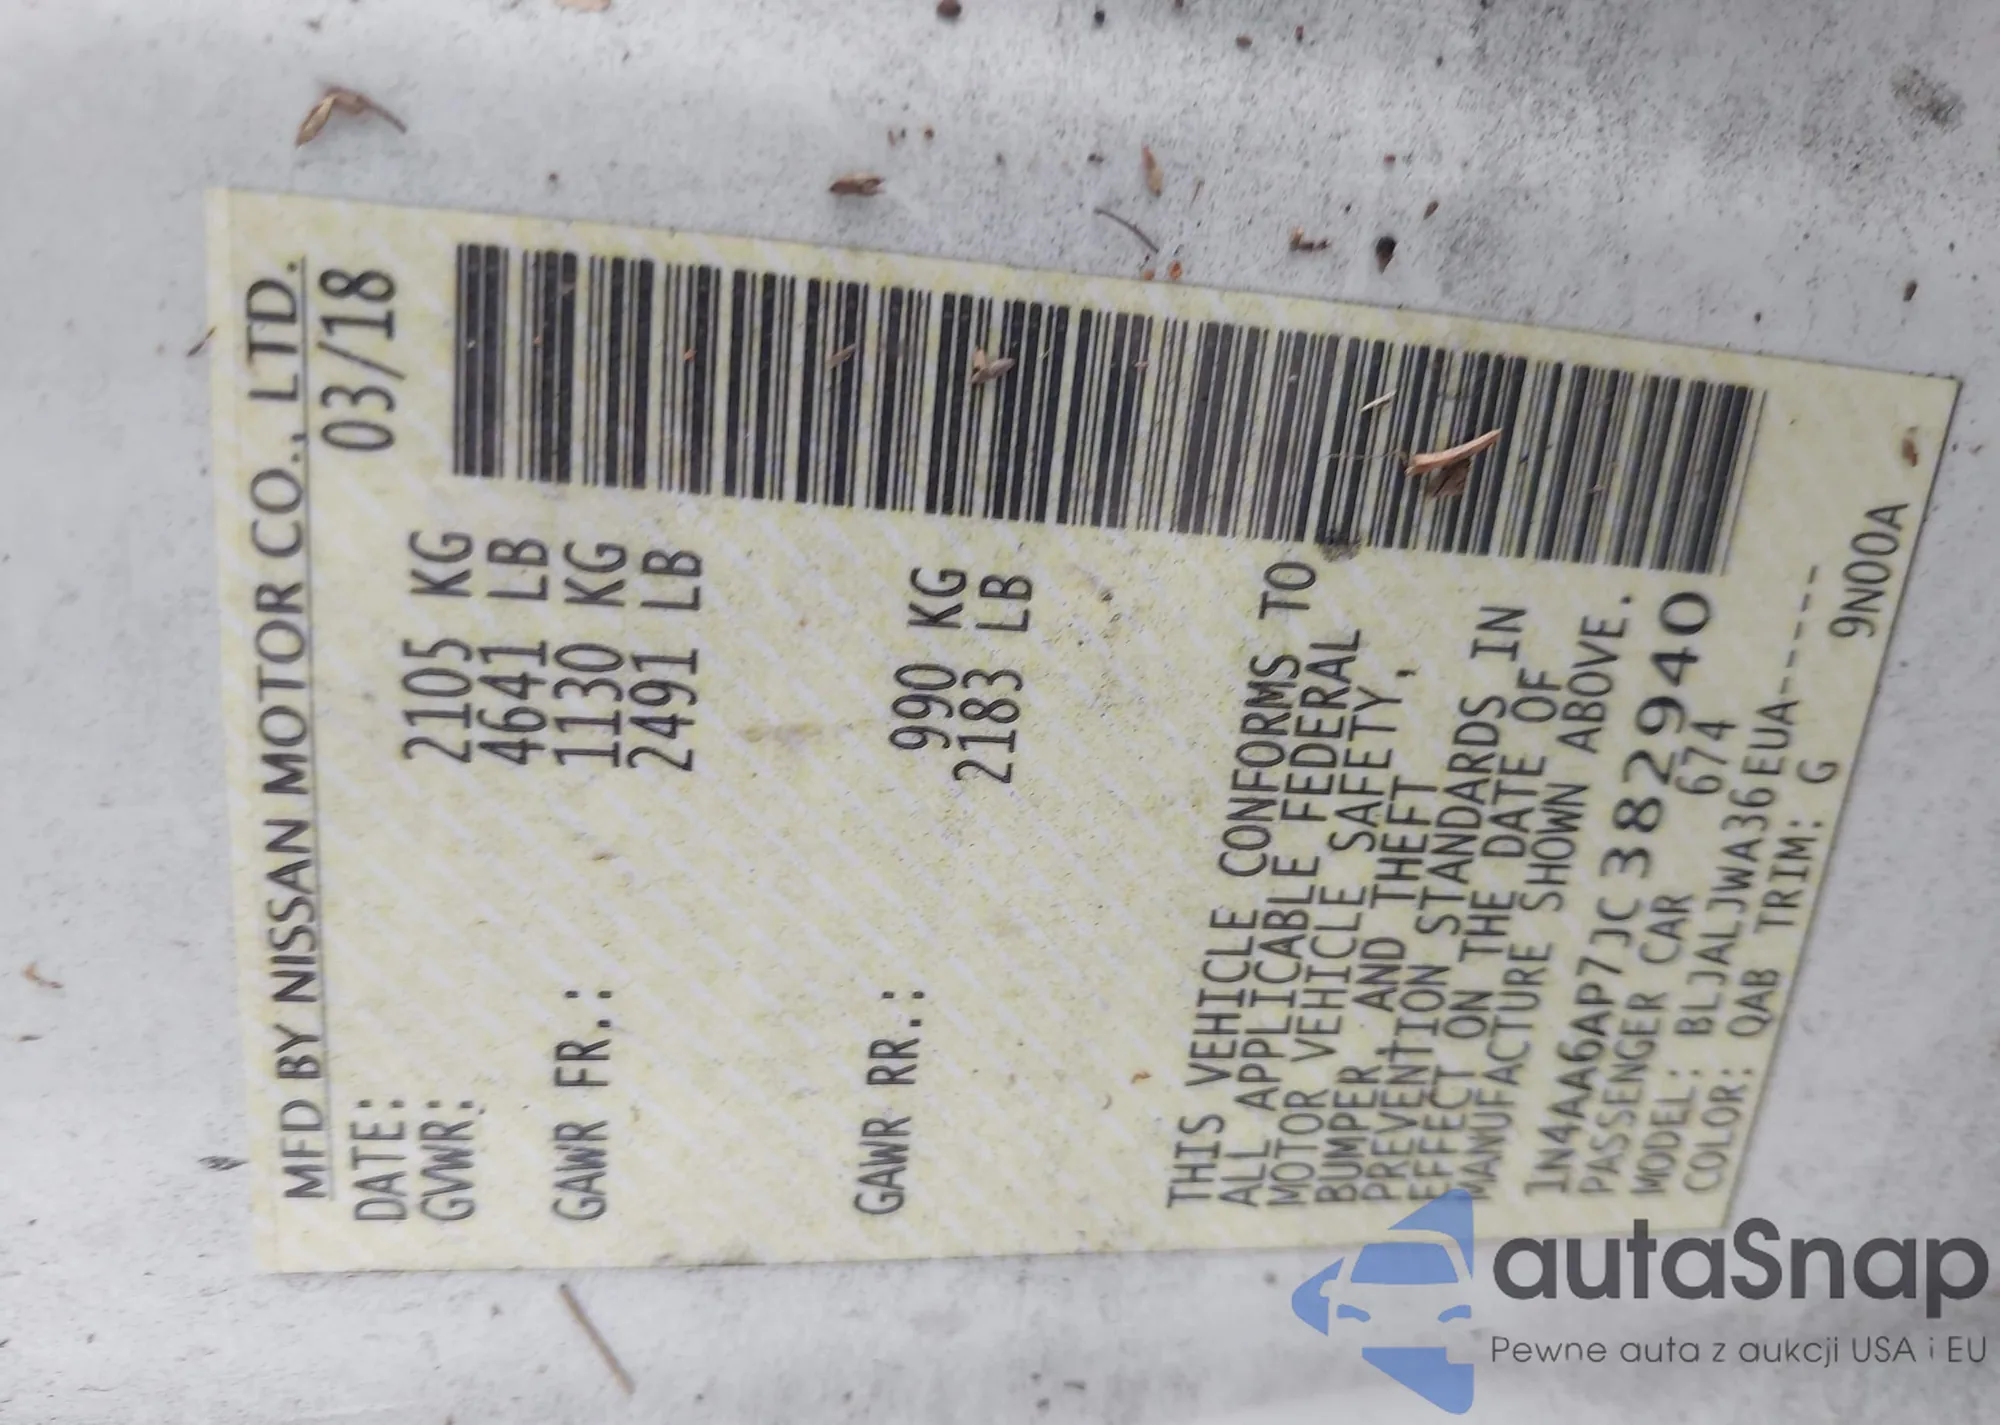 MFD BY NISSAN MOTOR CO., LTD.
DATE: 03/18
GVWR: 2105 KG
4641 LB
GAWR FR.: 1130 KG
2491 LB
GAWR RR.: 990 KG
2183 LB
THIS VEHICLE CONFORMS TO
ALL APPLICABLE FEDERAL
MOTOR VEHICLE SAFETY,
BUMPER, AND THEFT
PREVENTION STANDARDS IN
EFFECT ON THE DATE OF
MANUFACTURE SHOWN ABOVE.
1N4AA6AP7JC382940
PASSENGER CAR 674
MODEL: BLJALJWA36EUA------
COLOR: QAB TRIM: G 9N00A
autaSnap
Pewne auta z aukcji USA i EU